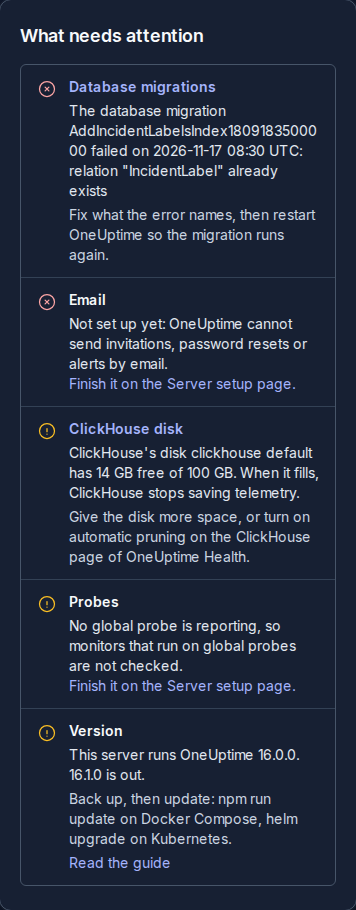 What needs attention
Database migrations
The database migration
AddIncidentLabelsIndex18091835000
00 failed on 2026-11-17 08:30 UTC:
relation "IncidentLabel" already
exists
Fix what the error names, then restart
OneUptime so the migration runs
again.
Email
Not set up yet: OneUptime cannot
send invitations, password resets or
alerts by email.
Finish it on the Server setup page.
ClickHouse disk
ClickHouse's disk clickhouse default
has 14 GB free of 100 GB. When it fills,
ClickHouse stops saving telemetry.
Give the disk more space, or turn on
automatic pruning on the ClickHouse
page of OneUptime Health.
Probes
No global probe is reporting, so
monitors that run on global probes
are not checked.
Finish it on the Server setup page.
Version
This server runs OneUptime 16.0.0.
16.1.0 is out.
Back up, then update: npm run
update on Docker Compose, helm
upgrade on Kubernetes.
Read the guide